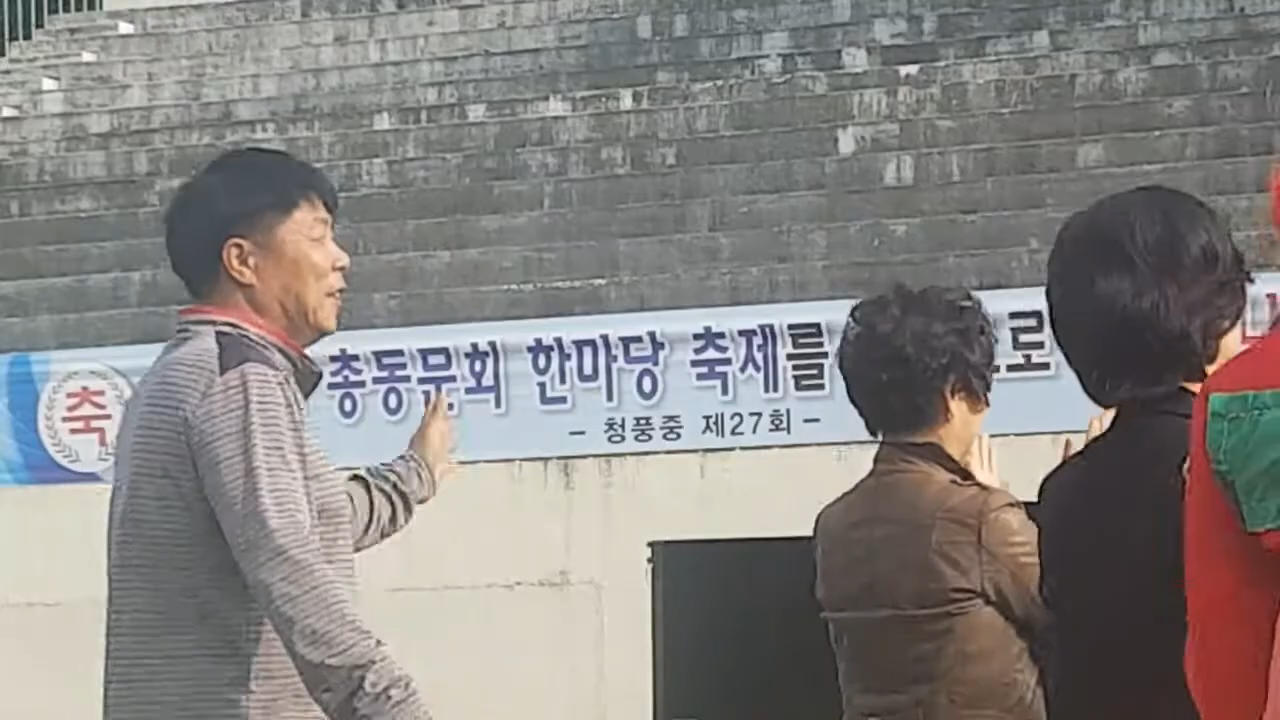 축 총동문회 한마당 축제를 로
- 청풍중 제27회 -